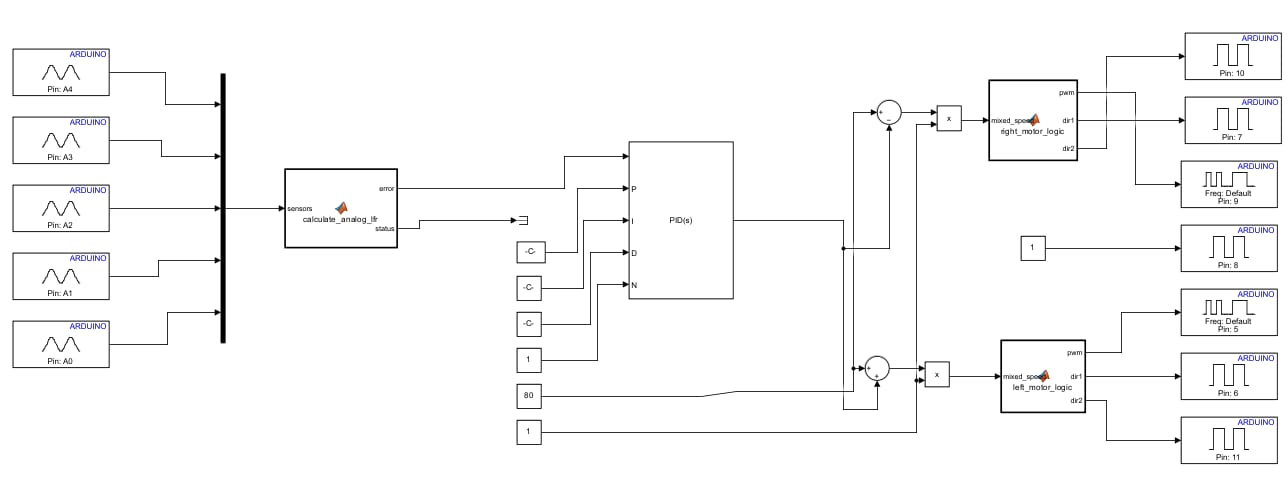 ARDUINO
Pin: A4
ARDUINO
Pin: A3
ARDUINO
Pin: A2
ARDUINO
Pin: A1
ARDUINO
Pin: A0
sensors
calculate_analog_lfr
error
status
-C-
-C-
-C-
1
80
1
P
I
D
N
PID(s)
+
−
x
+
+
x
mixed_speed
right_motor_logic
pwm
dir1
dir2
1
mixed_speed
left_motor_logic
pwm
dir1
dir2
ARDUINO
Pin: 10
ARDUINO
Pin: 7
ARDUINO
Freq: Default
Pin: 9
ARDUINO
Pin: 8
ARDUINO
Freq: Default
Pin: 5
ARDUINO
Pin: 6
ARDUINO
Pin: 11